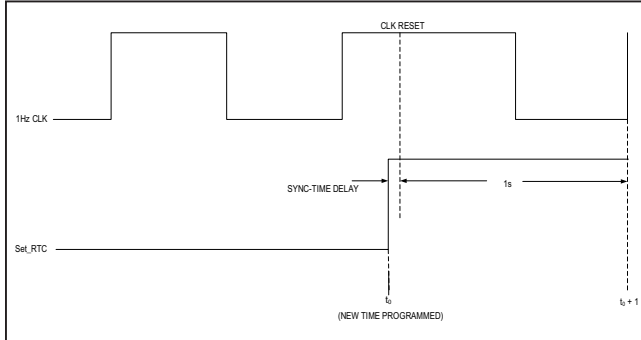 CLK RESET
1Hz CLK
SYNC-TIME DELAY
1s
Set_RTC
t₀
t₀ + 1
(NEW TIME PROGRAMMED)